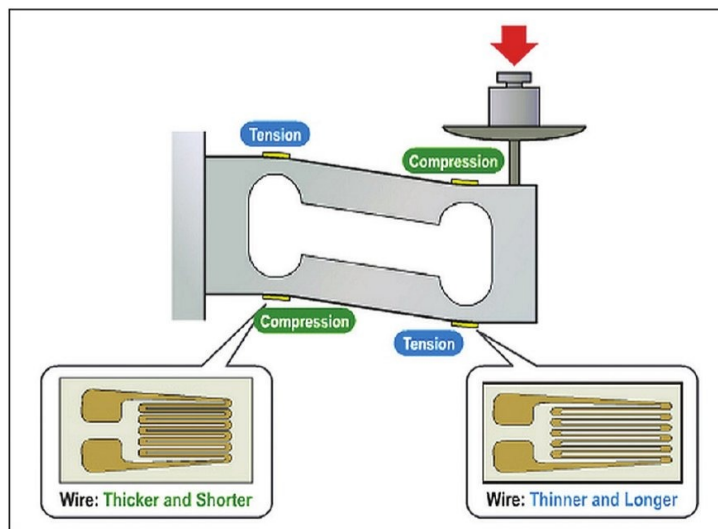 Tension
Compression
Compression
Tension
Wire: Thicker and Shorter
Wire: Thinner and Longer